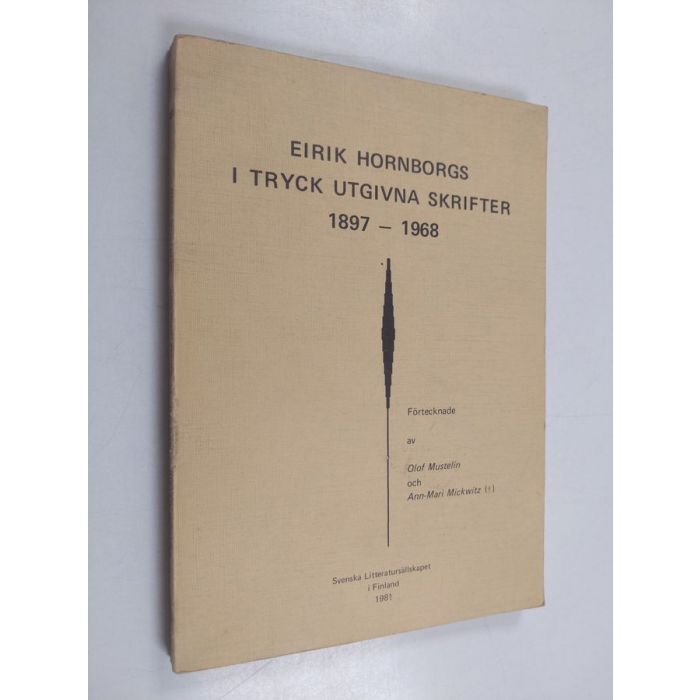 EIRIK HORNBORGS
I TRYCK UTGIVNA SKRIFTER
1897 – 1968
Förtecknade
av
Olof Mustelin
och
Ann-Mari Mickwitz (†)
Svenska Litteratursällskapet
i Finland
1981